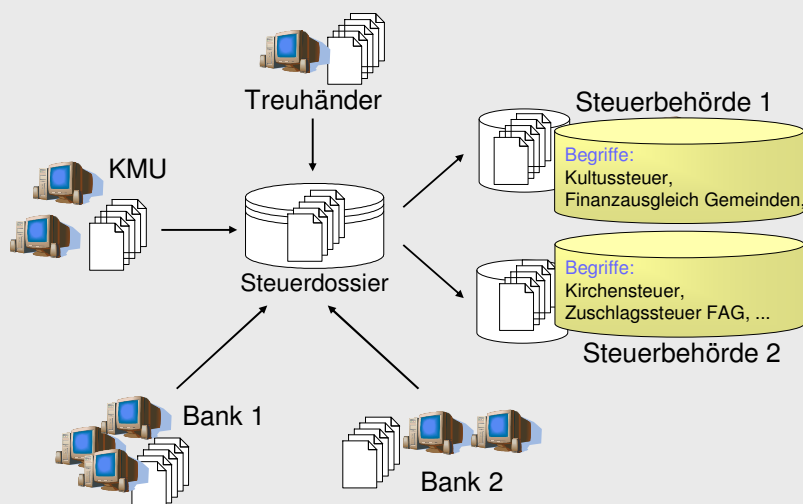 Treuhänder
Steuerbehörde 1
Begriffe:
Kultussteuer,
Finanzausgleich Gemeinden,
KMU
Steuerdossier
Begriffe:
Kirchensteuer,
Zuschlagssteuer FAG, ...
Steuerbehörde 2
Bank 1
Bank 2